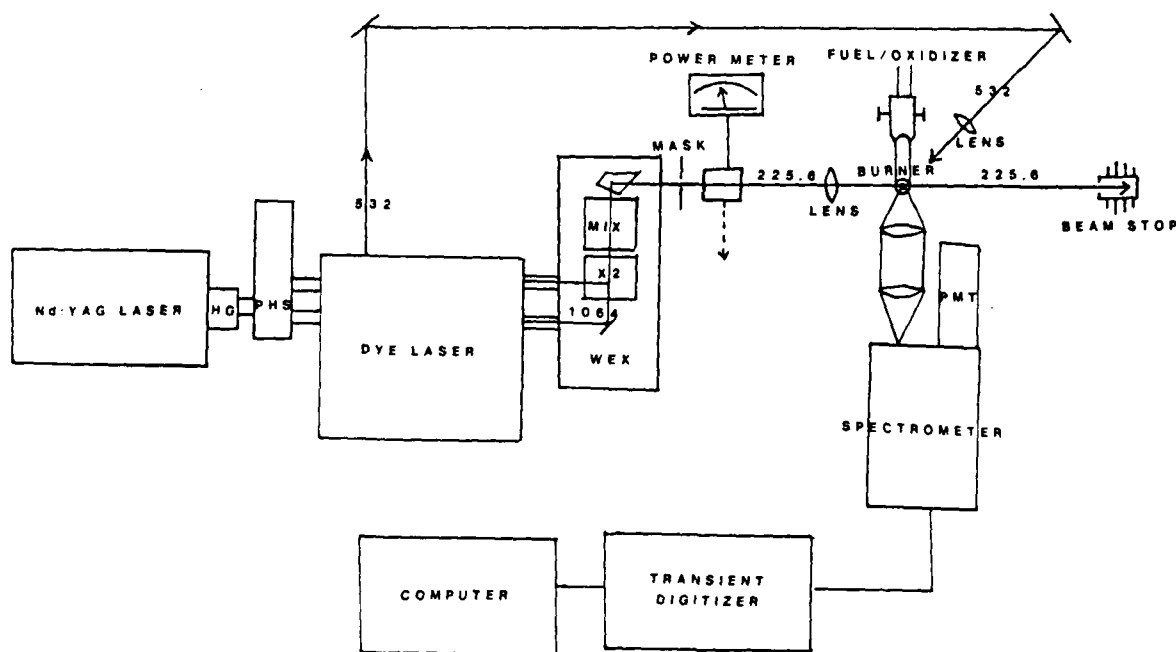 POWER METER
FUEL/OXIDIZER
532
LENS
MASK
225.6
BURNER
225.6
LENS
BEAM STOP
532
MIX
X2
1064
WEX
Nd:YAG LASER
HG
PHS
DYE LASER
PMT
SPECTROMETER
COMPUTER
TRANSIENT
DIGITIZER